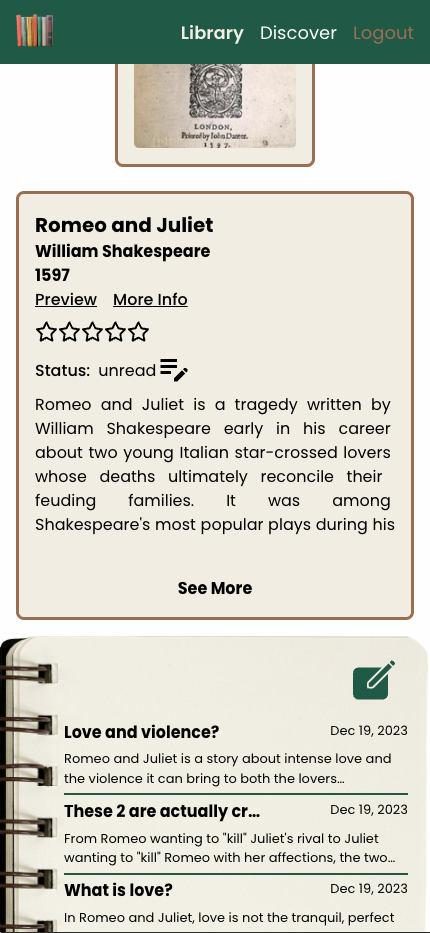 Library Discover Logout
LONDON,
Printed by Iohn Danter.
1597.
Romeo and Juliet
William Shakespeare
1597
Preview More Info
Status: unread
Romeo and Juliet is a tragedy written by
William Shakespeare early in his career
about two young Italian star-crossed lovers
whose deaths ultimately reconcile their
feuding families. It was among
Shakespeare's most popular plays during his
See More
Love and violence? Dec 19, 2023
Romeo and Juliet is a story about intense love and
the violence it can bring to both the lovers…
These 2 are actually cr... Dec 19, 2023
From Romeo wanting to "kill" Juliet's rival to Juliet
wanting to "kill" Romeo with her affections, the two…
What is love? Dec 19, 2023
In Romeo and Juliet, love is not the tranquil, perfect